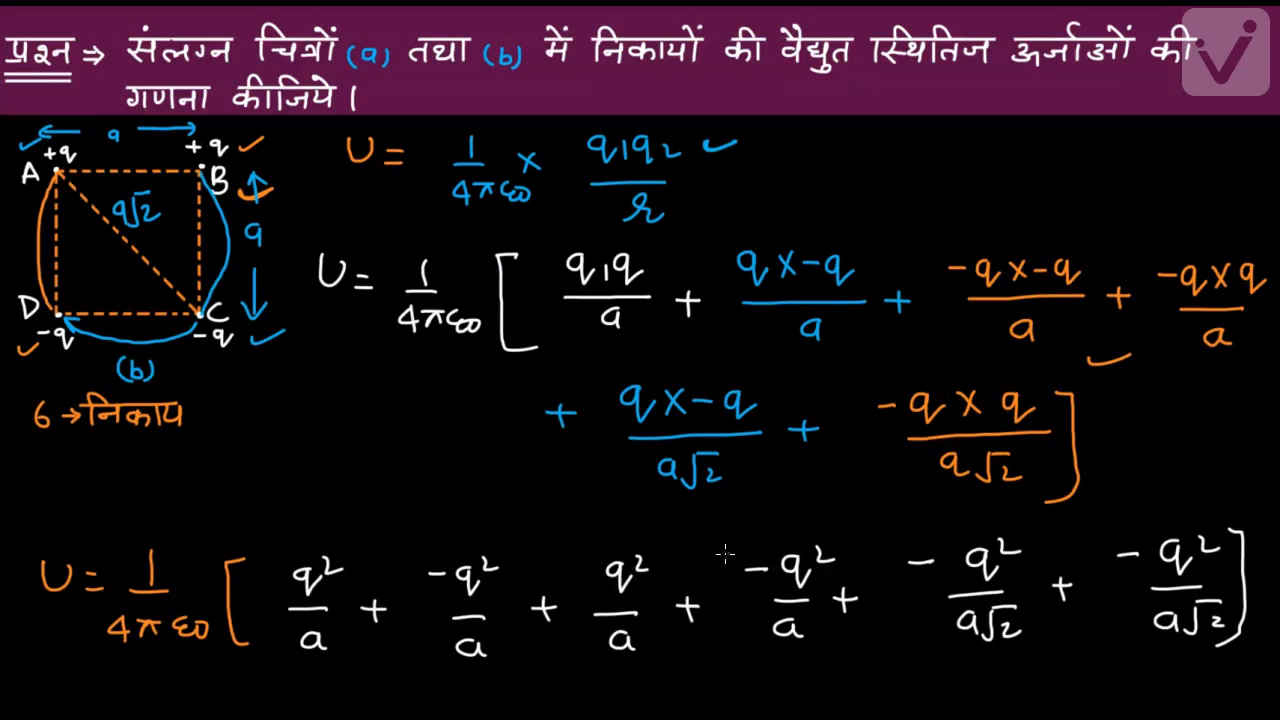 प्रश्न ⇒ संलग्न चित्रों (a) तथा (b) में निकायों की वैद्युत स्थितिज ऊर्जाओं की
गणना कीजिये।
a
+q +q
A B
a√2
a
D C
-q -q
(b)
6 → निकाय
U = 1/4πε0 × q1q2/r
U = 1/4πε0 [ q1q/a + q×-q/a + -q×-q/a + -q×q/a
+ q×-q/a√2 + -q×q/a√2 ]
U = 1/4πε0 [ q²/a + -q²/a + q²/a + -q²/a + -q²/a√2 + -q²/a√2 ]